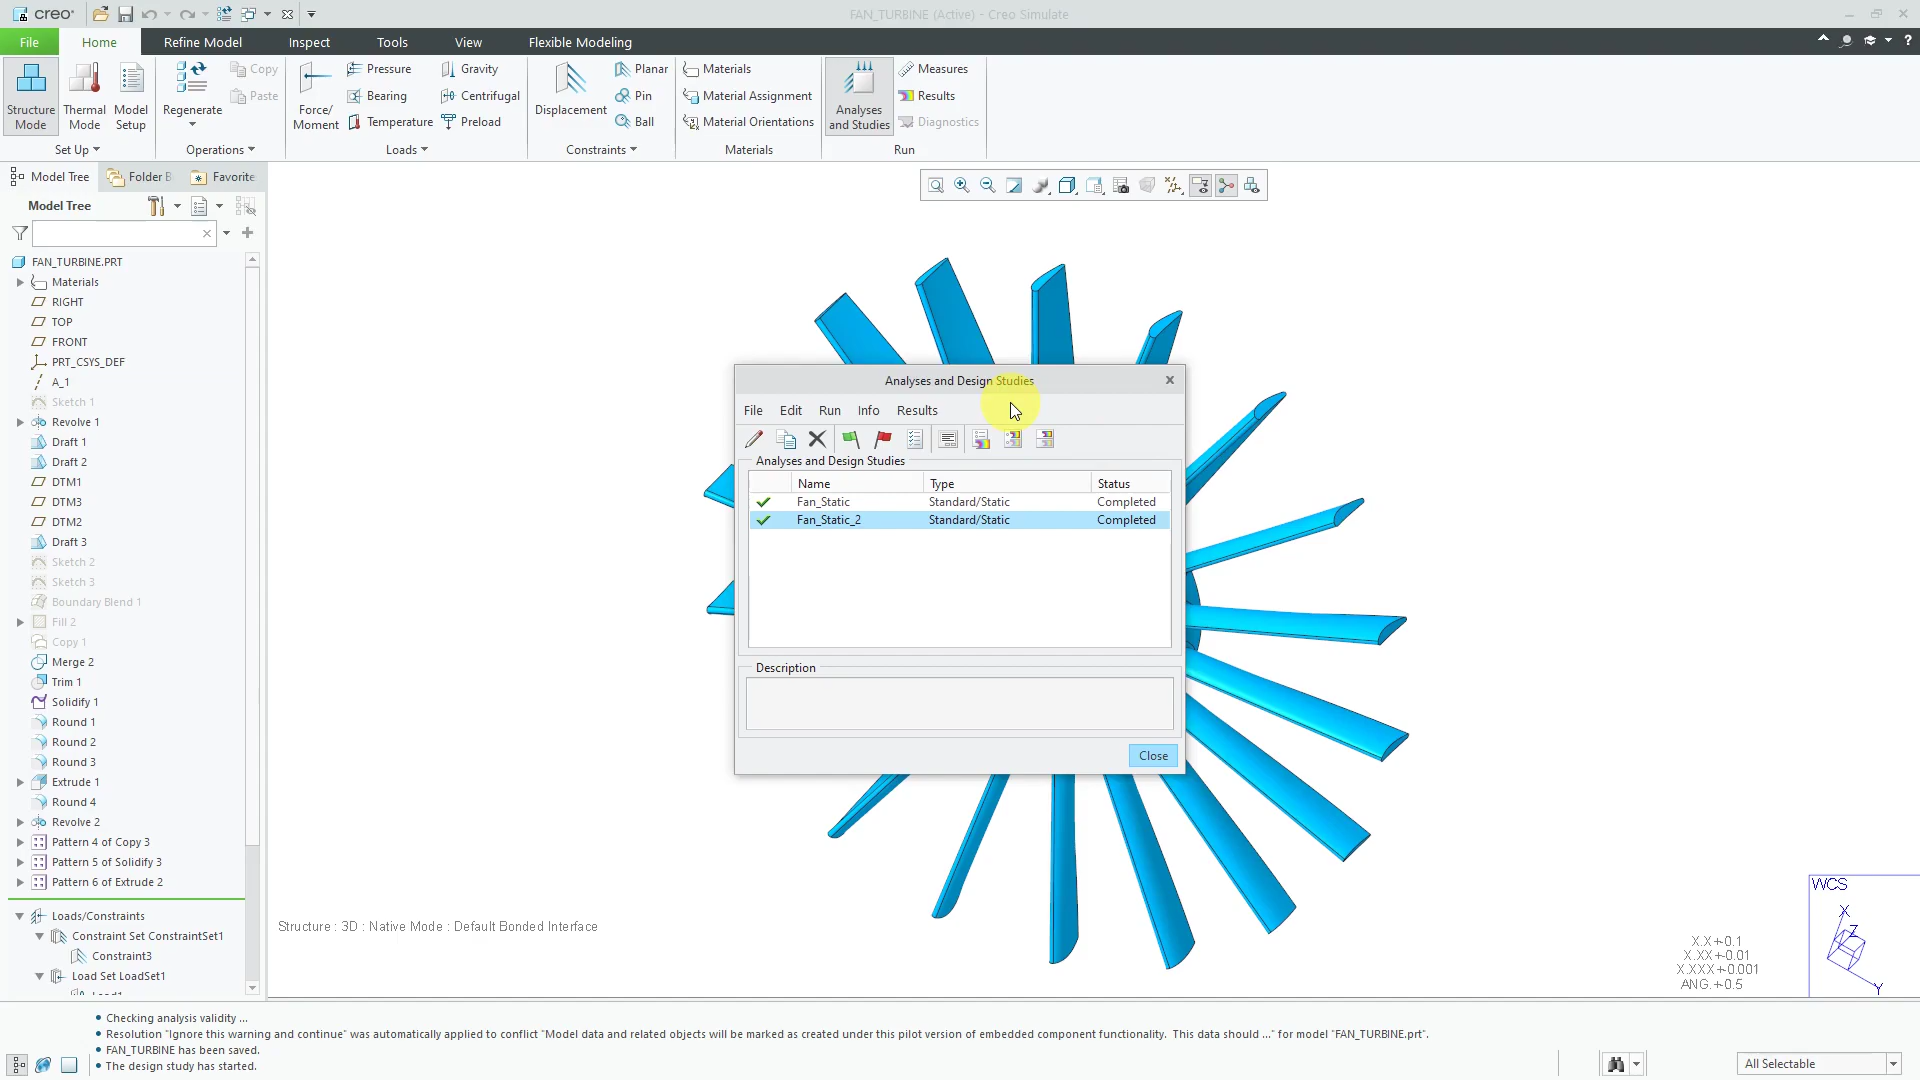 creo
FAN_TURBINE (Active) - Creo Simulate
File
Home
Refine Model
Inspect
Tools
View
Flexible Modeling
Structure
Mode
Thermal
Mode
Model
Setup
Set Up
Regenerate
Copy
Paste
Operations
Force/
Moment
Pressure
Bearing
Temperature
Gravity
Centrifugal
Preload
Loads
Displacement
Planar
Pin
Ball
Constraints
Materials
Material Assignment
Material Orientations
Materials
Analyses
and Studies
Measures
Results
Diagnostics
Run
Model Tree
Folder B
Favorite
Model Tree
FAN_TURBINE.PRT
Materials
RIGHT
TOP
FRONT
PRT_CSYS_DEF
A_1
Sketch 1
Revolve 1
Draft 1
Draft 2
DTM1
DTM3
DTM2
Draft 3
Sketch 2
Sketch 3
Boundary Blend 1
Fill 2
Copy 1
Merge 2
Trim 1
Solidify 1
Round 1
Round 2
Round 3
Extrude 1
Round 4
Revolve 2
Pattern 4 of Copy 3
Pattern 5 of Solidify 3
Pattern 6 of Extrude 2
Loads/Constraints
Constraint Set ConstraintSet1
Constraint3
Load Set LoadSet1
Analyses and Design Studies
File
Edit
Run
Info
Results
Analyses and Design Studies
Name
Type
Status
Fan_Static
Standard/Static
Completed
Fan_Static_2
Standard/Static
Completed
Description
Close
Structure : 3D : Native Mode : Default Bonded Interface
X.X+-0.1
X.XX+-0.01
X.XXX+-0.001
ANG.+-0.5
WCS
X
Z
Y
• Checking analysis validity ...
• Resolution "Ignore this warning and continue" was automatically applied to conflict "Model data and related objects will be marked as created under this pilot version of embedded component functionality. This data should ..." for model "FAN_TURBINE.prt".
• FAN_TURBINE has been saved.
• The design study has started.
All Selectable